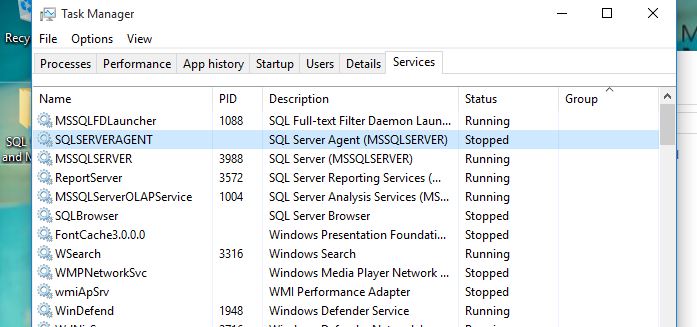 Task Manager
File Options View
Processes Performance App history Startup Users Details Services
Name PID Description Status Group
MSSQLFDLauncher 1088 SQL Full-text Filter Daemon Laun... Running
SQLSERVERAGENT SQL Server Agent (MSSQLSERVER) Stopped
MSSQLSERVER 3988 SQL Server (MSSQLSERVER) Running
ReportServer 3572 SQL Server Reporting Services (... Running
MSSQLServerOLAPService 1004 SQL Server Analysis Services (MS... Running
SQLBrowser SQL Server Browser Stopped
FontCache3.0.0.0 Windows Presentation Foundati... Stopped
WSearch 3316 Windows Search Running
WMPNetworkSvc Windows Media Player Network ... Stopped
wmiApSrv WMI Performance Adapter Stopped
WinDefend 1948 Windows Defender Service Running
Recy
SQL
and M